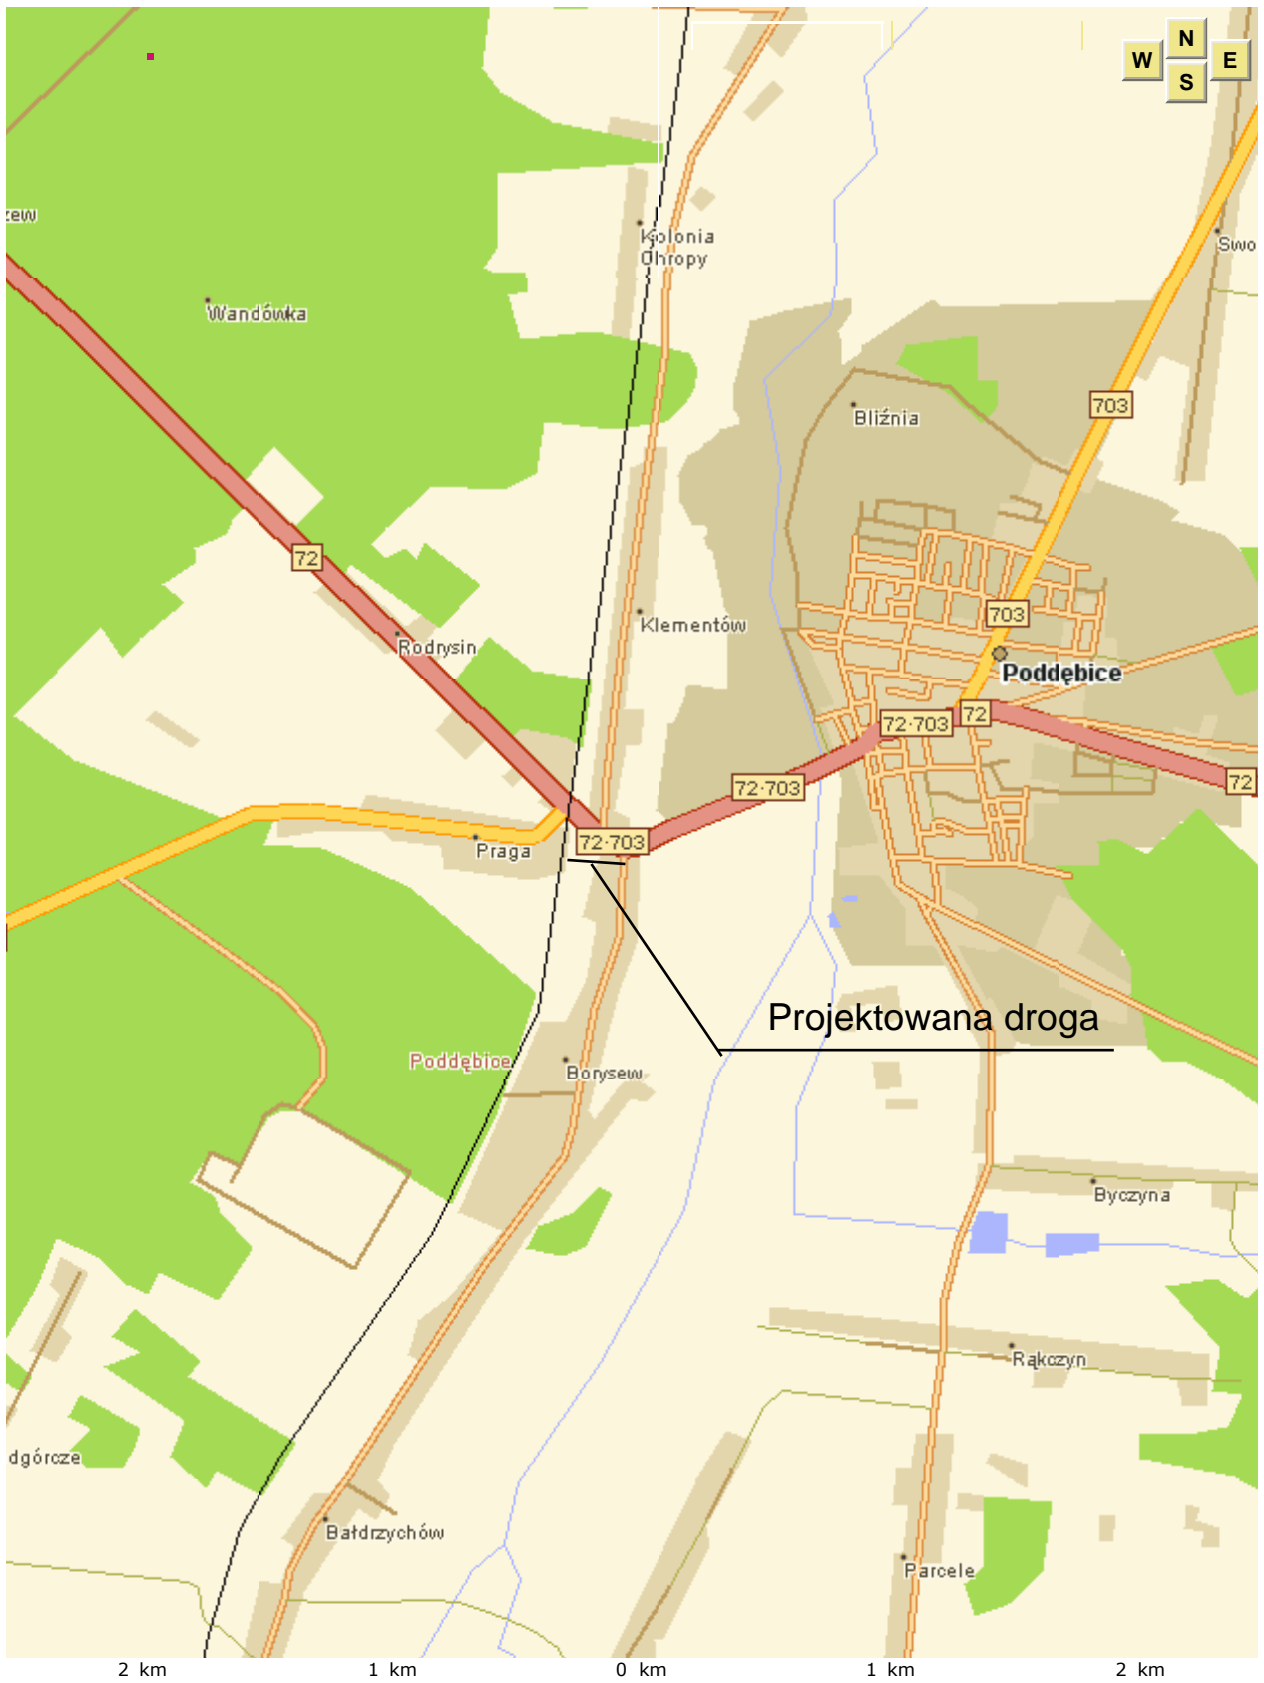 N
W E
S
zew
Kolonia
Chropy
Swo
Wandówka
703
Bliźnia
72
703
Klementów
Rodrysin
Poddębice
72-703
72
72-703
72
72-703
Praga
Projektowana droga
Poddębice
Borysew
Byczyna
Rąkczyn
dgórcze
Bałdrzychów
Parcele
2 km 1 km 0 km 1 km 2 km